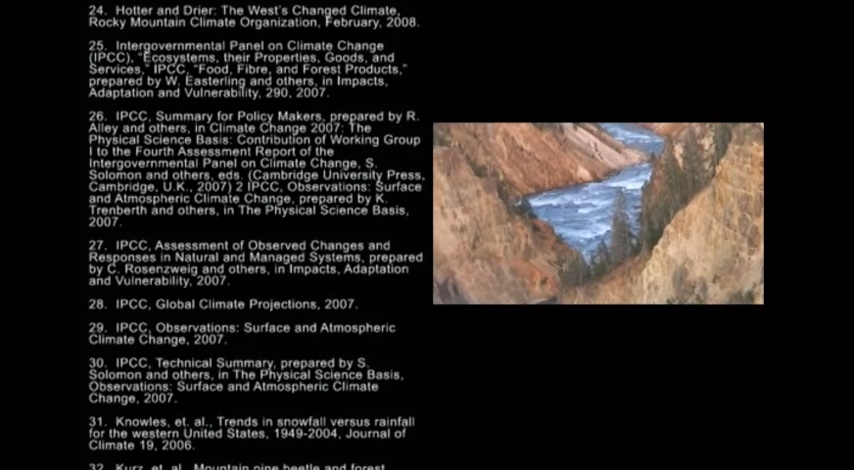 24. Hotter and Drier: The West's Changed Climate,
Rocky Mountain Climate Organization, February, 2008.
25. Intergovernmental Panel on Climate Change
(IPCC), "Ecosystems, their Properties, Goods, and
Services," IPCC, "Food, Fibre, and Forest Products,"
prepared by W. Easterling and others, in Impacts,
Adaptation and Vulnerability, 290, 2007.
26. IPCC, Summary for Policy Makers, prepared by R.
Alley and others, in Climate Change 2007: The
Physical Science Basis: Contribution of Working Group
I to the Fourth Assessment Report of the
Intergovernmental Panel on Climate Change, S.
Solomon and others, eds. (Cambridge University Press,
Cambridge, U.K., 2007) 2 IPCC, Observations: Surface
and Atmospheric Climate Change, prepared by K.
Trenberth and others, in The Physical Science Basis,
2007.
27. IPCC, Assessment of Observed Changes and
Responses in Natural and Managed Systems, prepared
by C. Rosenzweig and others, in Impacts, Adaptation
and Vulnerability, 2007.
28. IPCC, Global Climate Projections, 2007.
29. IPCC, Observations: Surface and Atmospheric
Climate Change, 2007.
30. IPCC, Technical Summary, prepared by S.
Solomon and others, in The Physical Science Basis,
Observations: Surface and Atmospheric Climate
Change, 2007.
31. Knowles, et. al., Trends in snowfall versus rainfall
for the western United States, 1949-2004, Journal of
Climate 19, 2006.
32. Kurz, et. al., Mountain pine beetle and forest